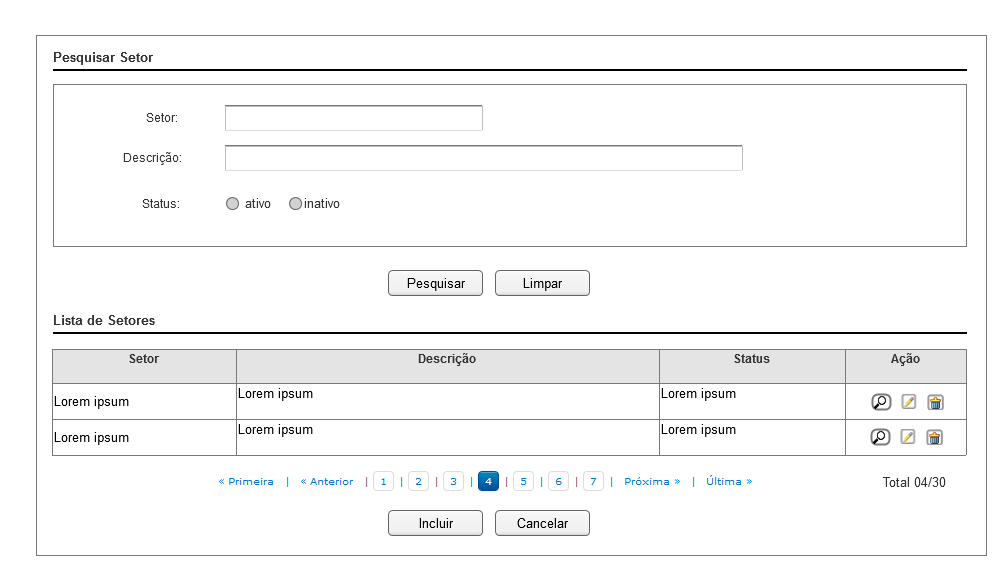 Pesquisar Setor
Setor:
Descrição:
Status: ativo inativo
Pesquisar Limpar
Lista de Setores
Setor Descrição Status Ação
Lorem ipsum Lorem ipsum Lorem ipsum
Lorem ipsum Lorem ipsum Lorem ipsum
« Primeira | « Anterior | 1 | 2 | 3 | 4 | 5 | 6 | 7 | Próxima » | Última » Total 04/30
Incluir Cancelar